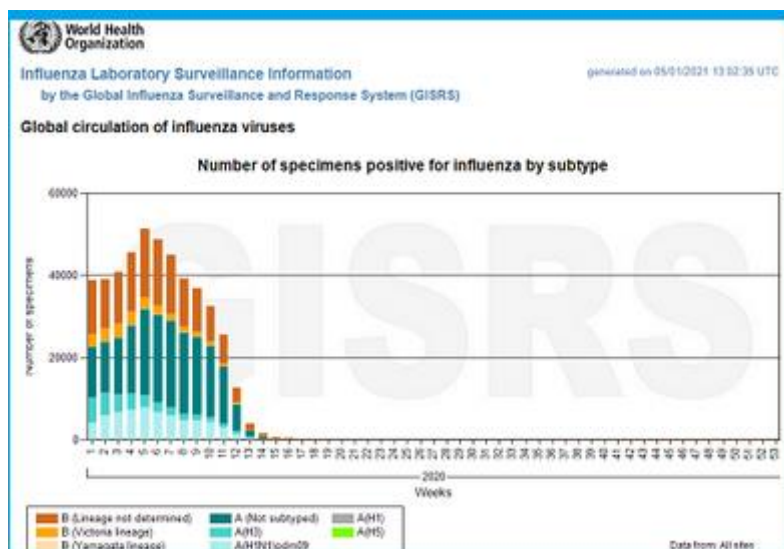 World Health
Organization
Influenza Laboratory Surveillance Information
generated on 05/01/2021 13:02:35 UTC
by the Global Influenza Surveillance and Response System (GISRS)
Global circulation of influenza viruses
Number of specimens positive for influenza by subtype
GISRS
Number of specimens
60000
40000
20000
0
1 2 3 4 5 6 7 8 9 10 11 12 13 14 15 16 17 18 19 20 21 22 23 24 25 26 27 28 29 30 31 32 33 34 35 36 37 38 39 40 41 42 43 44 45 46 47 48 49 50 51 52 53
2020
Weeks
B (Lineage not determined) A (Not subtyped) A(H1)
B (Victoria lineage) A(H3) A(H5)
B (Yamagata lineage) A(H1N1)pdm09
Data from: All sites